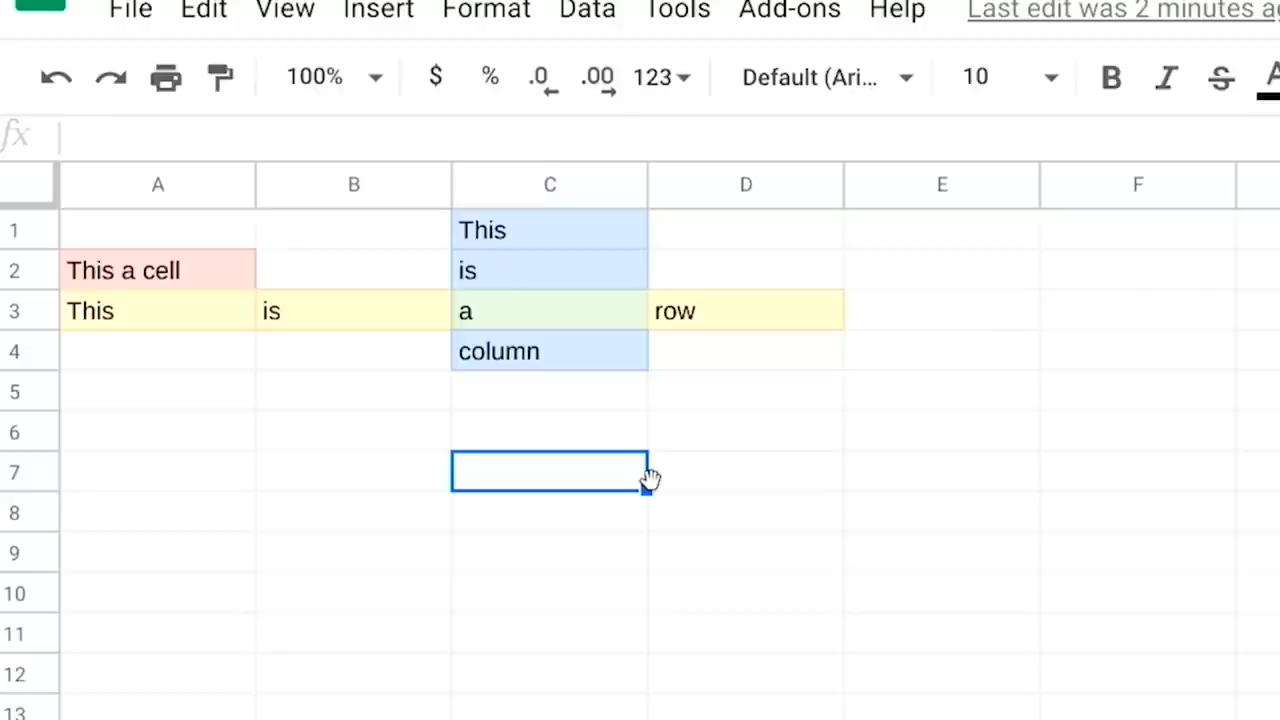 File Edit View Insert Format Data Tools Add-ons Help Last edit was 2 minutes
100% $ % .0 .00 123 Default (Ari... 10 B I S A
fx
A B C D E F
1 This
2 This a cell is
3 This is a row
4 column
5
6
7
8
9
10
11
12
13